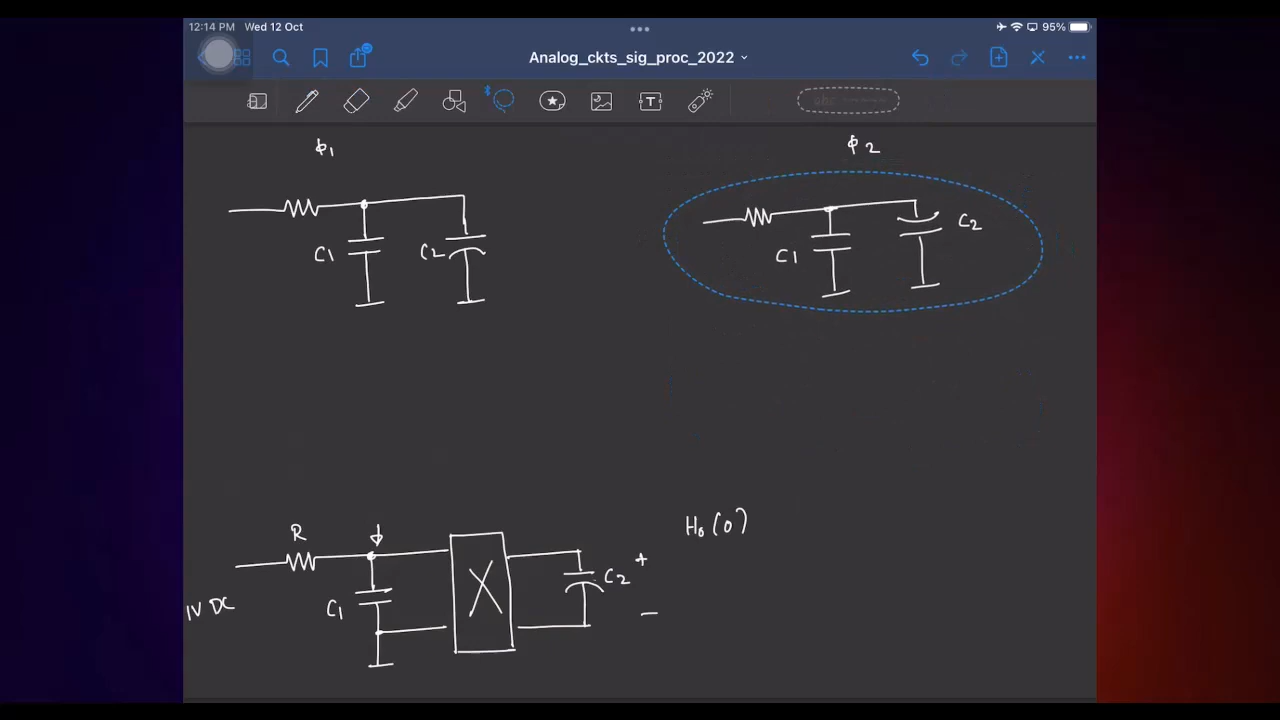 12:14 PM Wed 12 Oct
95%
Analog_ckts_sig_proc_2022
Φ1
Φ2
C1
C2
C1
C2
R
1V DC
C1
X
C2
+
−
H₀(0)